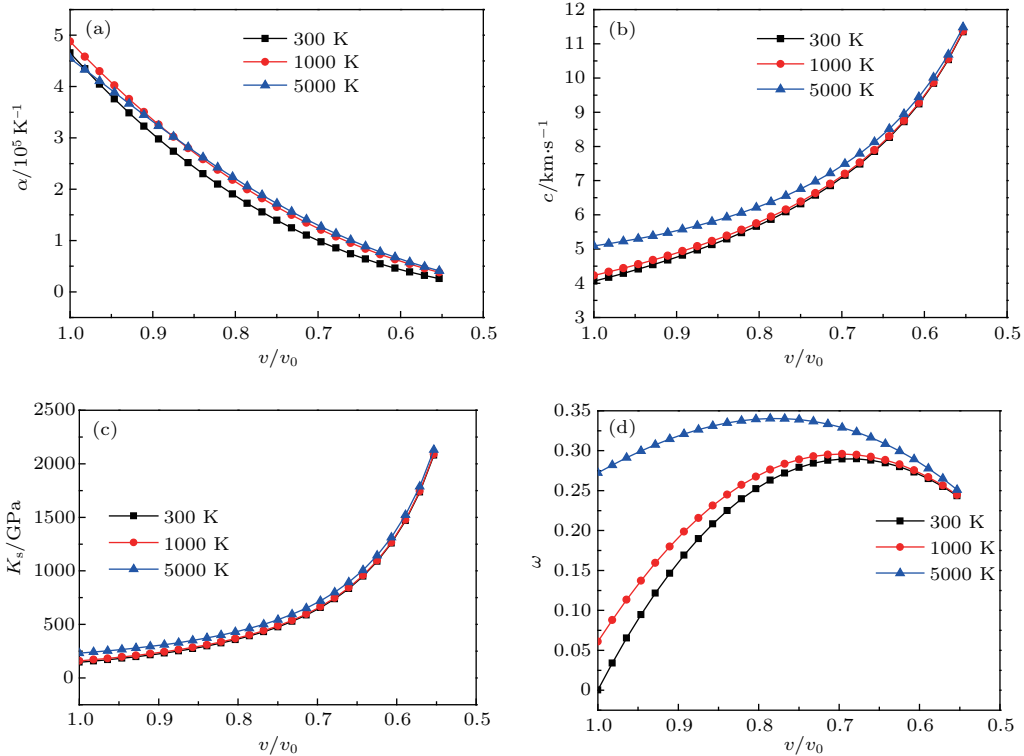 (a)
300 K
1000 K
5000 K
5
4
3
2
1
0
α/10⁵ K⁻¹
1.0 0.9 0.8 0.7 0.6 0.5
v/v₀
(b)
300 K
1000 K
5000 K
12
11
10
9
8
7
6
5
4
3
c/km·s⁻¹
1.0 0.9 0.8 0.7 0.6 0.5
v/v₀
(c)
300 K
1000 K
5000 K
2500
2000
1500
1000
500
0
Kₛ/GPa
1.0 0.9 0.8 0.7 0.6 0.5
v/v₀
(d)
300 K
1000 K
5000 K
0.35
0.30
0.25
0.20
0.15
0.10
0.05
0
ω
1.0 0.9 0.8 0.7 0.6 0.5
v/v₀